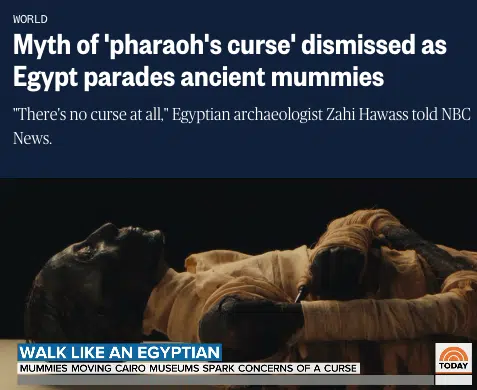 WORLD
Myth of 'pharaoh's curse' dismissed as
Egypt parades ancient mummies
"There's no curse at all," Egyptian archaeologist Zahi Hawass told NBC
News.
WALK LIKE AN EGYPTIAN
MUMMIES MOVING CAIRO MUSEUMS SPARK CONCERNS OF A CURSE
TODAY